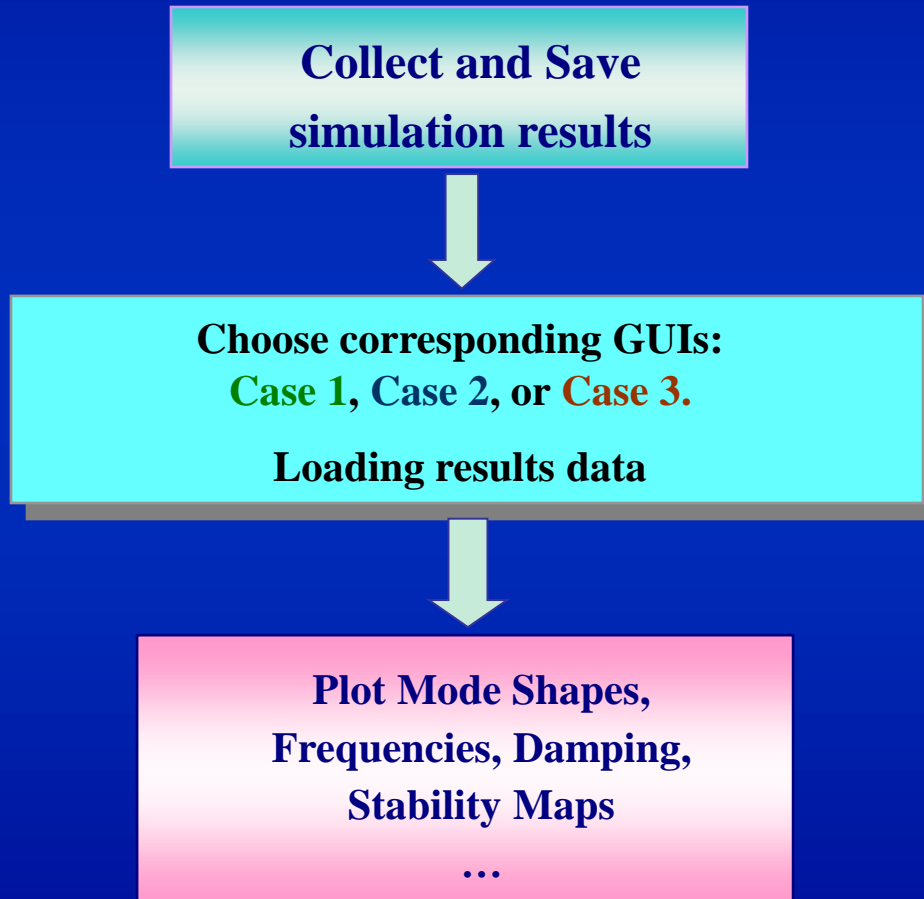 Collect and Save
simulation results
Choose corresponding GUIs:
Case 1, Case 2, or Case 3.
Loading results data
Plot Mode Shapes,
Frequencies, Damping,
Stability Maps
…